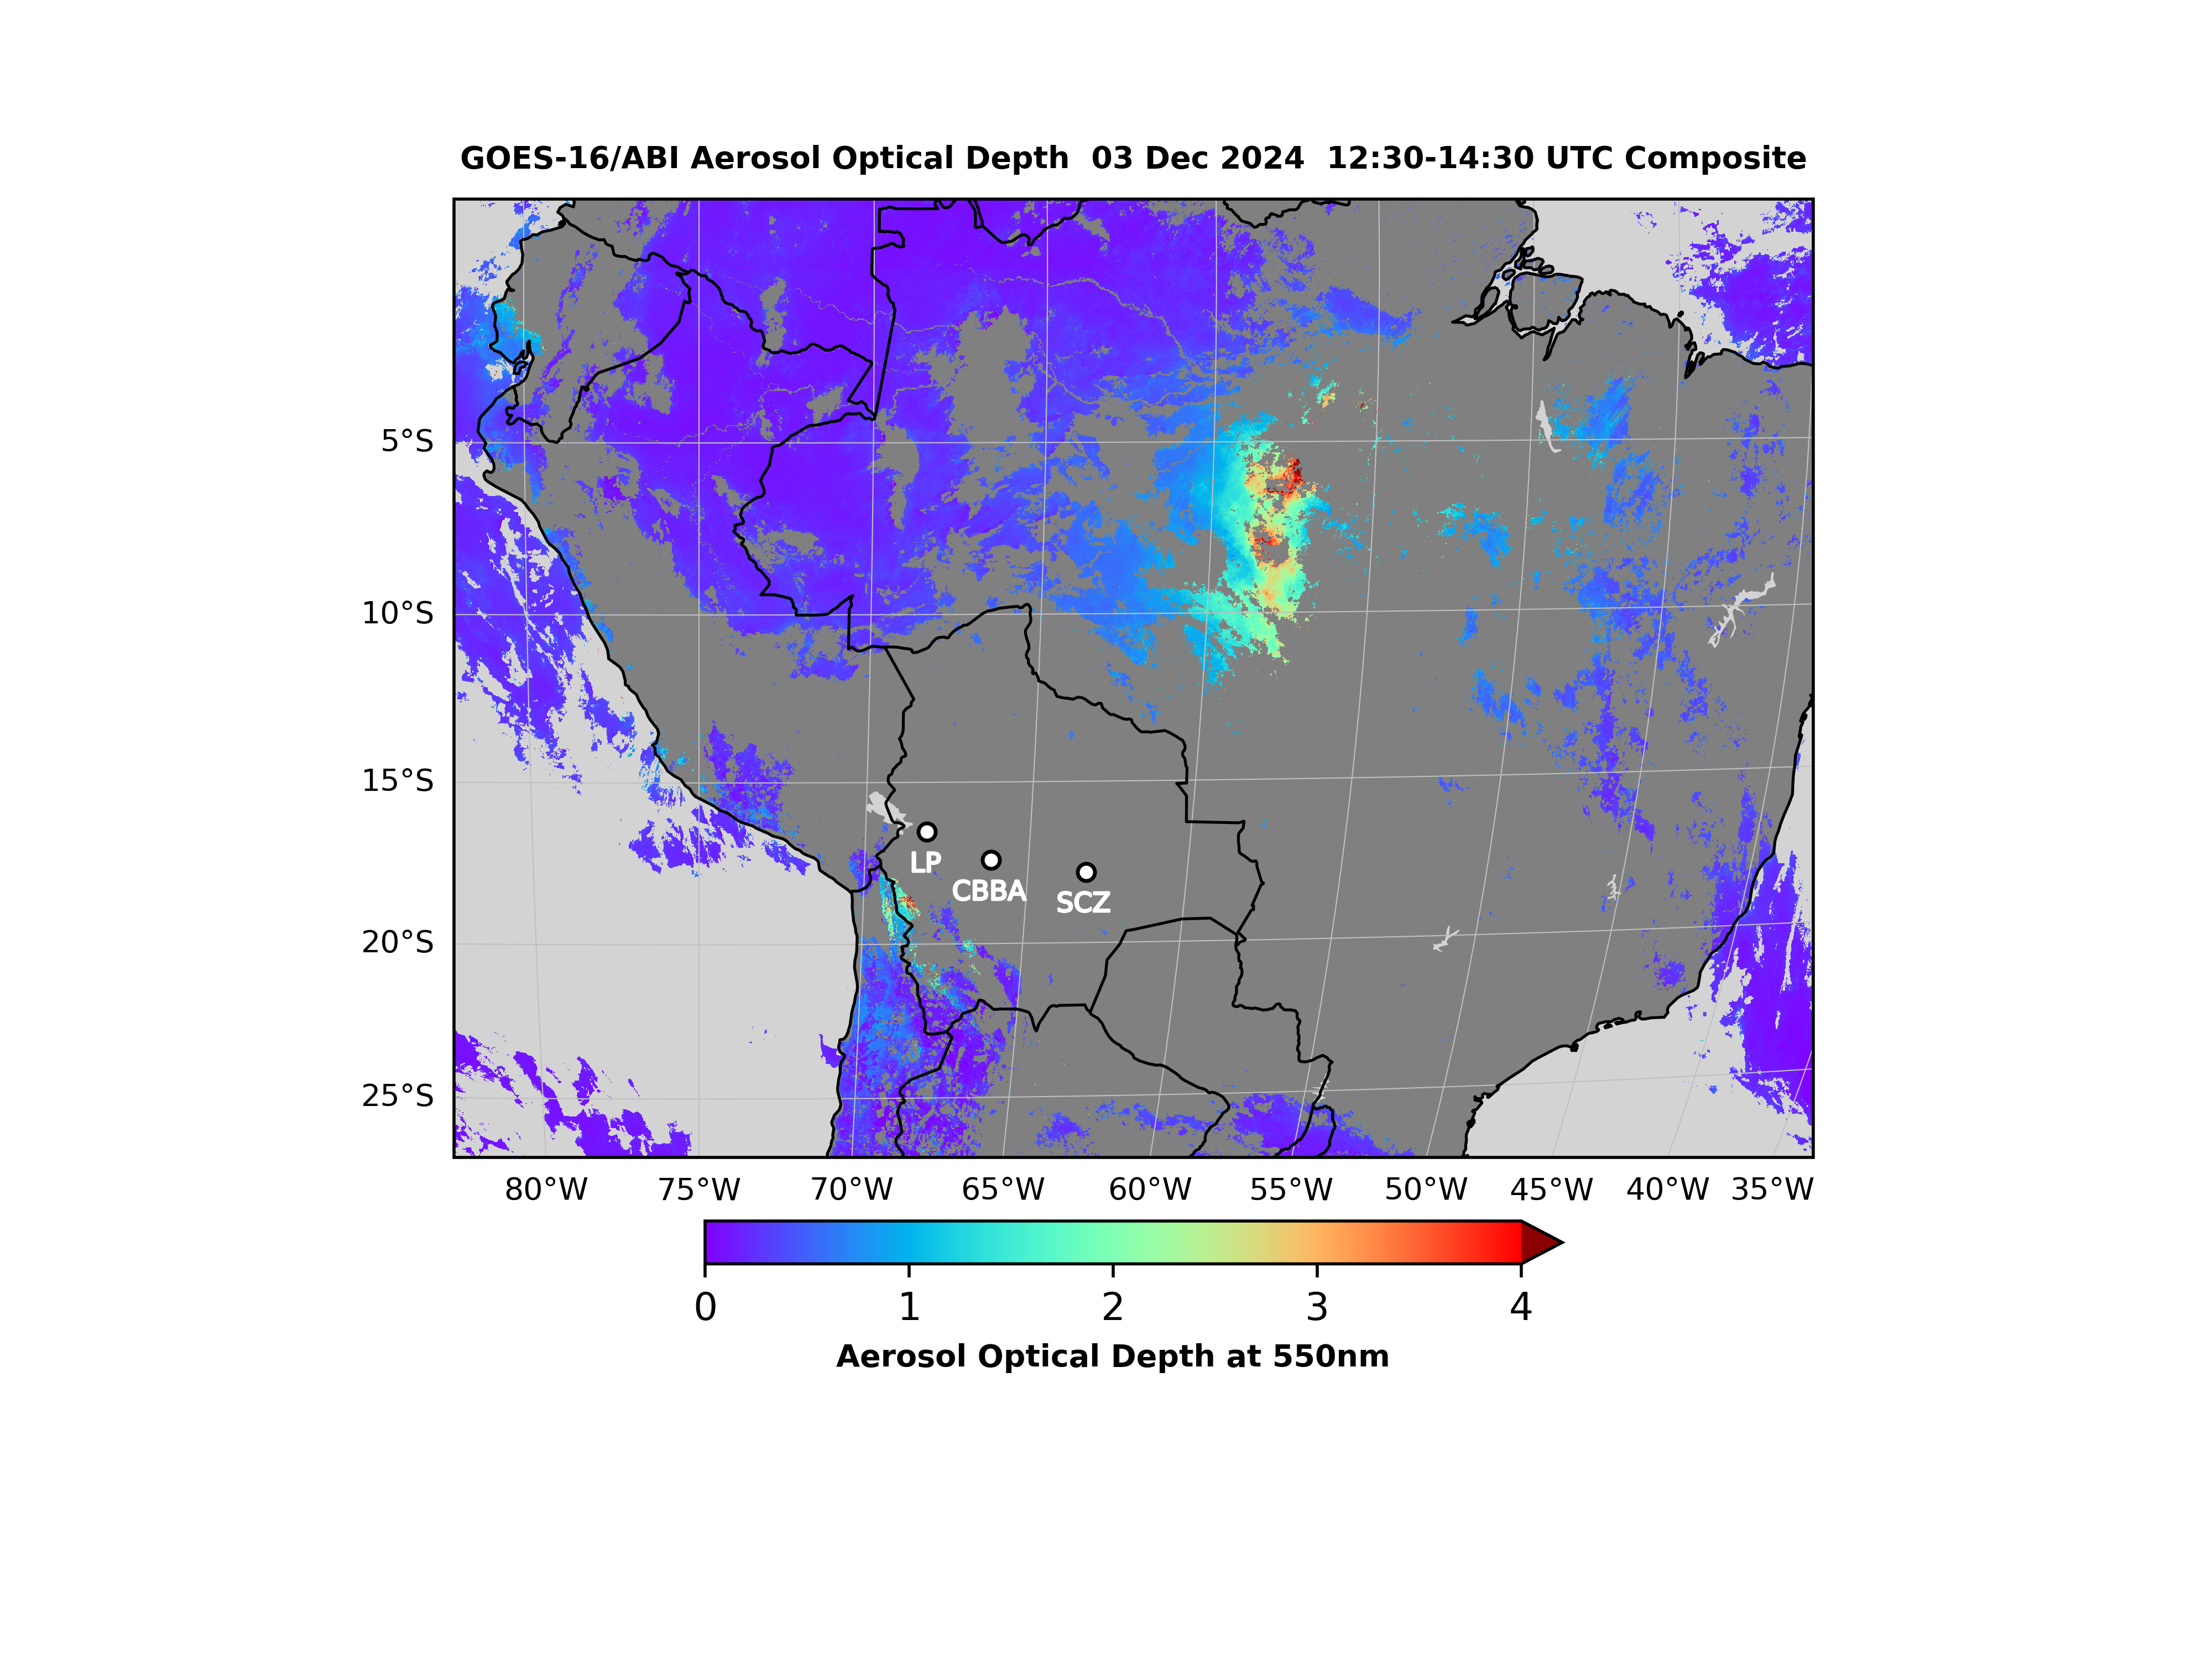 GOES-16/ABI Aerosol Optical Depth  03 Dec 2024  12:30-14:30 UTC Composite
5°S
10°S
15°S
LP
CBBA
SCZ
20°S
25°S
80°W 75°W 70°W 65°W 60°W 55°W 50°W 45°W 40°W 35°W
0 1 2 3 4
Aerosol Optical Depth at 550nm